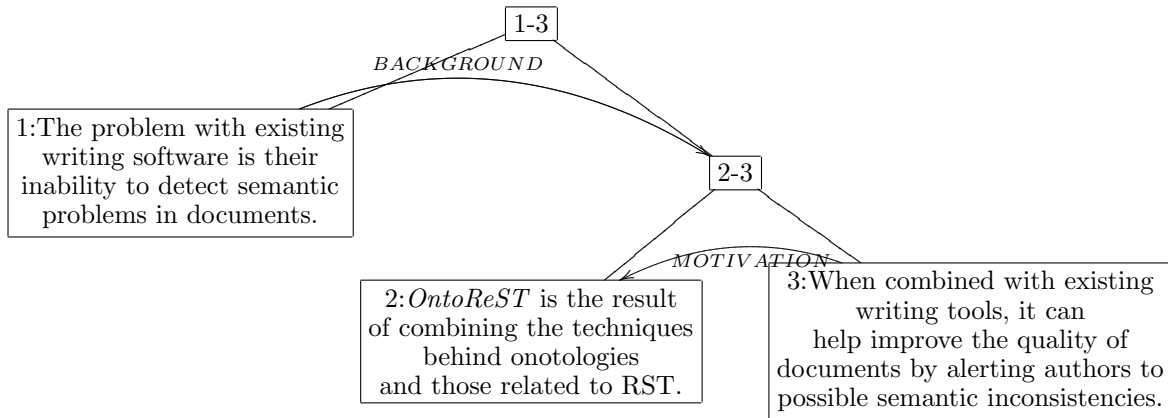 1-3
BACKGROUND
1:The problem with existing
writing software is their
inability to detect semantic
problems in documents.
2-3
MOTIVATION
2:OntoReST is the result
of combining the techniques
behind onotologies
and those related to RST.
3:When combined with existing
writing tools, it can
help improve the quality of
documents by alerting authors to
possible semantic inconsistencies.